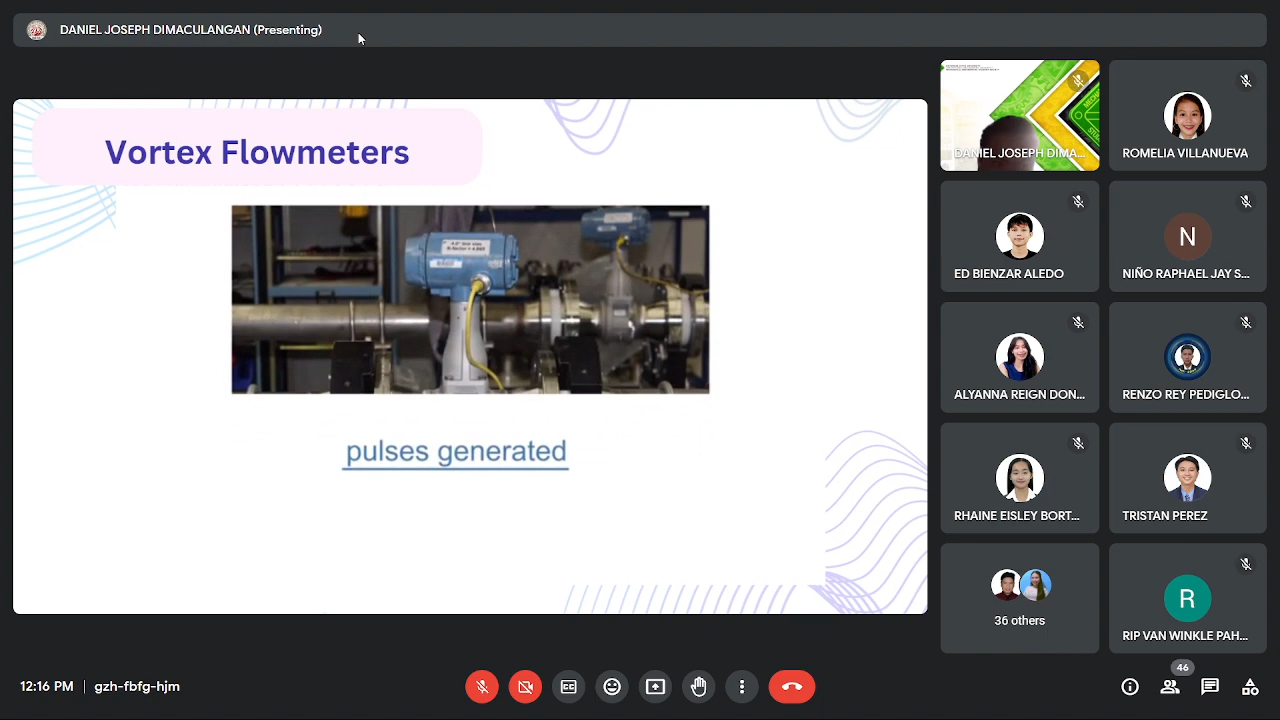 DANIEL JOSEPH DIMACULANGAN (Presenting)
Vortex Flowmeters
pulses generated
DANIEL JOSEPH DIMA...
ROMELIA VILLANUEVA
ED BIENZAR ALEDO
N
NIÑO RAPHAEL JAY S...
ALYANNA REIGN DON...
RENZO REY PEDIGLO...
RHAINE EISLEY BORT...
TRISTAN PEREZ
36 others
R
RIP VAN WINKLE PAH...
12:16 PM
gzh-fbfg-hjm
46